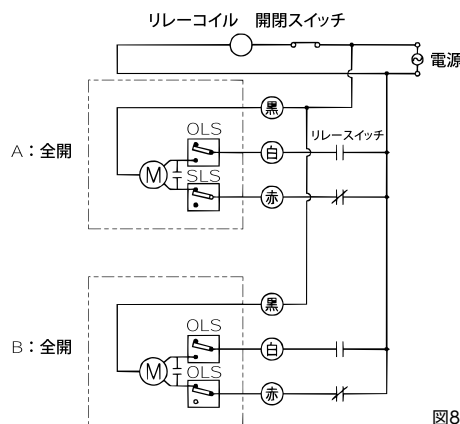 リレーコイル 開閉スイッチ
電源
黒
OLS
リレースイッチ
白
A：全開
M
SLS
赤
黒
OLS
白
B：全開
M
OLS
赤
図8